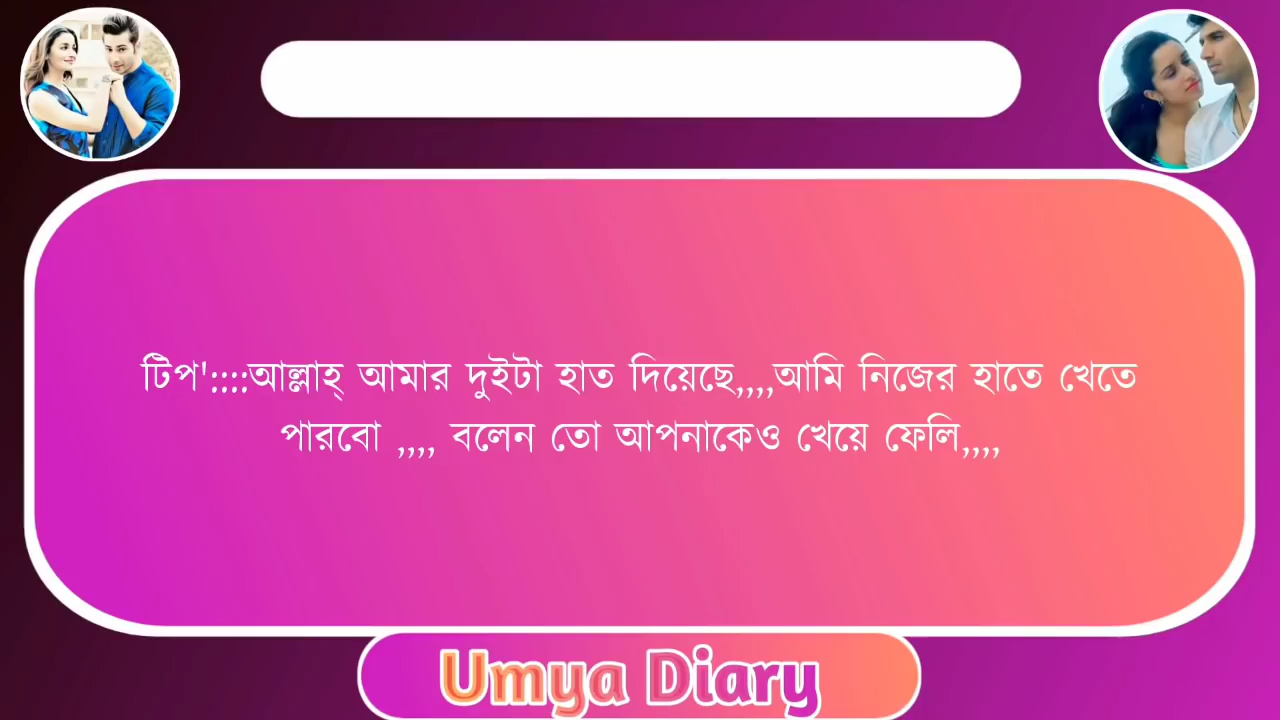 টিপ'::::আল্লাহ্ আমার দুইটা হাত দিয়েছে,,,,আমি নিজের হাতে খেতে
পারবো ,,,, বলেন তো আপনাকেও খেয়ে ফেলি,,,,
Umya Diary